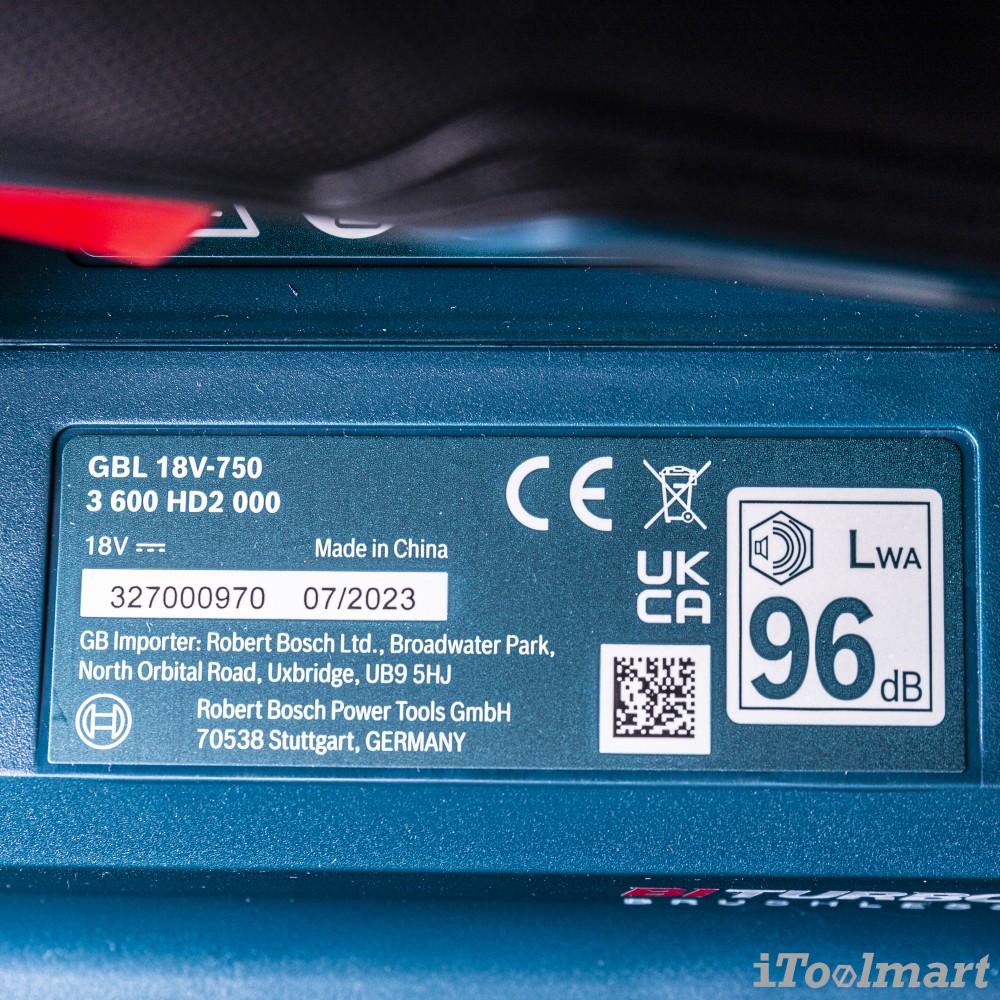 GBL 18V-750
3 600 HD2 000
18V
Made in China
327000970 07/2023
GB Importer: Robert Bosch Ltd., Broadwater Park,
North Orbital Road, Uxbridge, UB9 5HJ
Robert Bosch Power Tools GmbH
70538 Stuttgart, GERMANY
CE
UK
CA
LWA
96 dB
BITURBO
BRUSHLESS
iToolmart